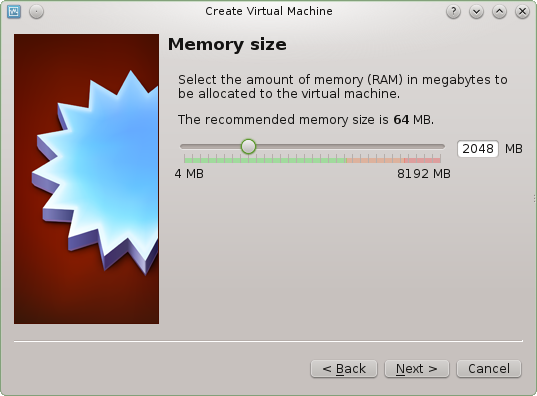 Create Virtual Machine
Memory size
Select the amount of memory (RAM) in megabytes to
be allocated to the virtual machine.
The recommended memory size is 64 MB.
2048 MB
4 MB 8192 MB
< Back Next > Cancel